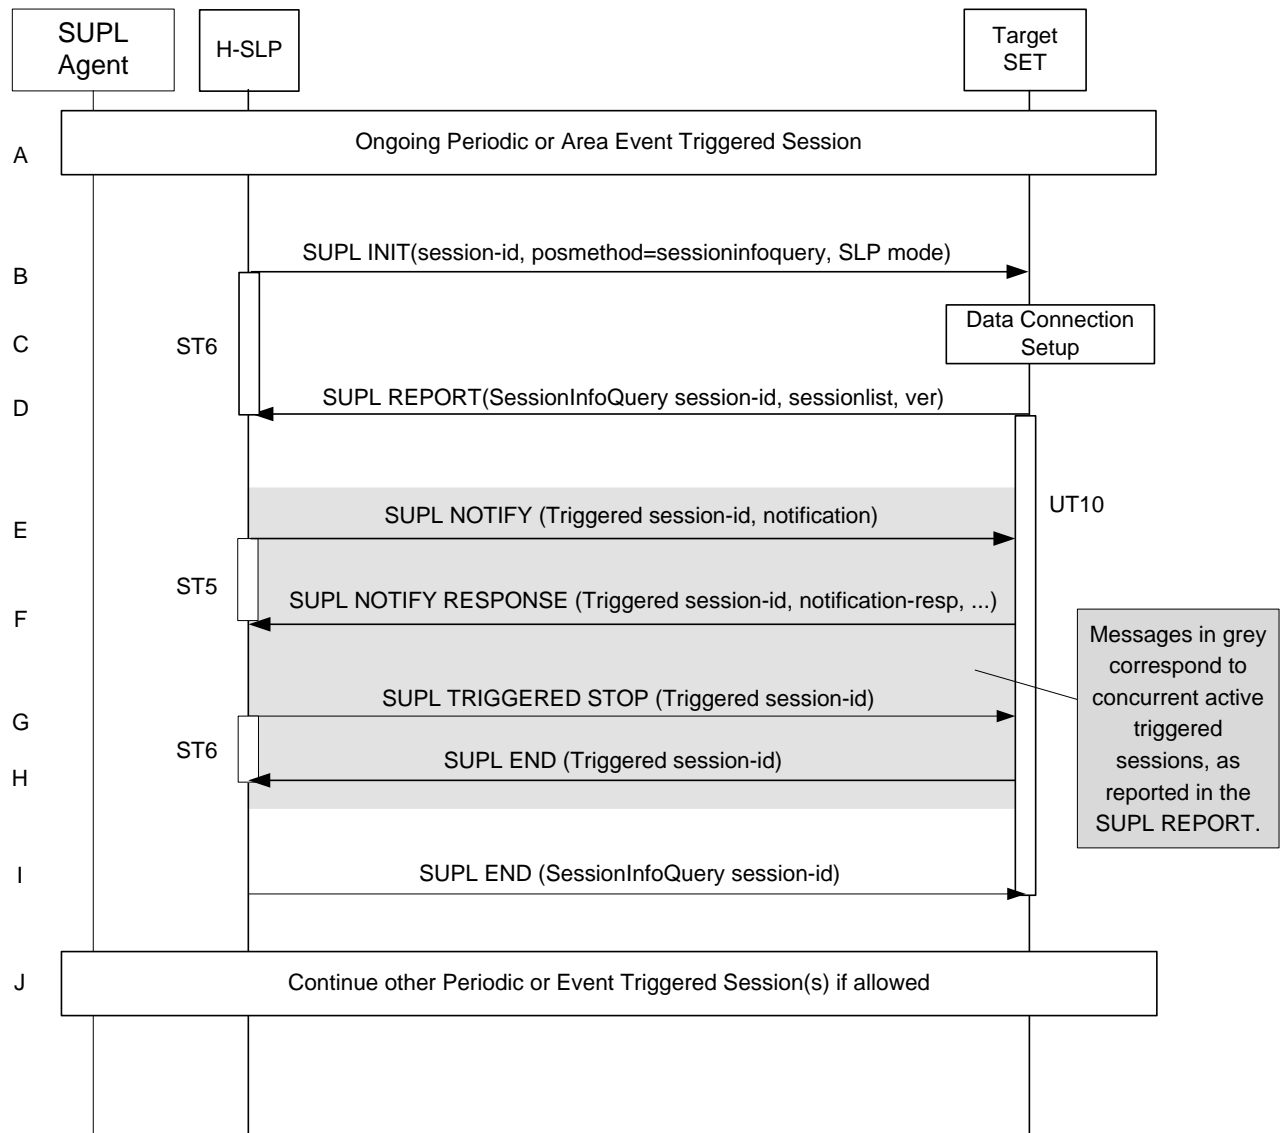 SUPL
Agent
H-SLP
Target
SET
A
Ongoing Periodic or Area Event Triggered Session
B
SUPL INIT(session-id, posmethod=sessioninfoquery, SLP mode)
C
ST6
Data Connection
Setup
D
SUPL REPORT(SessionInfoQuery session-id, sessionlist, ver)
UT10
E
SUPL NOTIFY (Triggered session-id, notification)
ST5
F
SUPL NOTIFY RESPONSE (Triggered session-id, notification-resp, ...)
Messages in grey
correspond to
concurrent active
triggered
sessions, as
reported in the
SUPL REPORT.
G
SUPL TRIGGERED STOP (Triggered session-id)
ST6
H
SUPL END (Triggered session-id)
I
SUPL END (SessionInfoQuery session-id)
J
Continue other Periodic or Event Triggered Session(s) if allowed